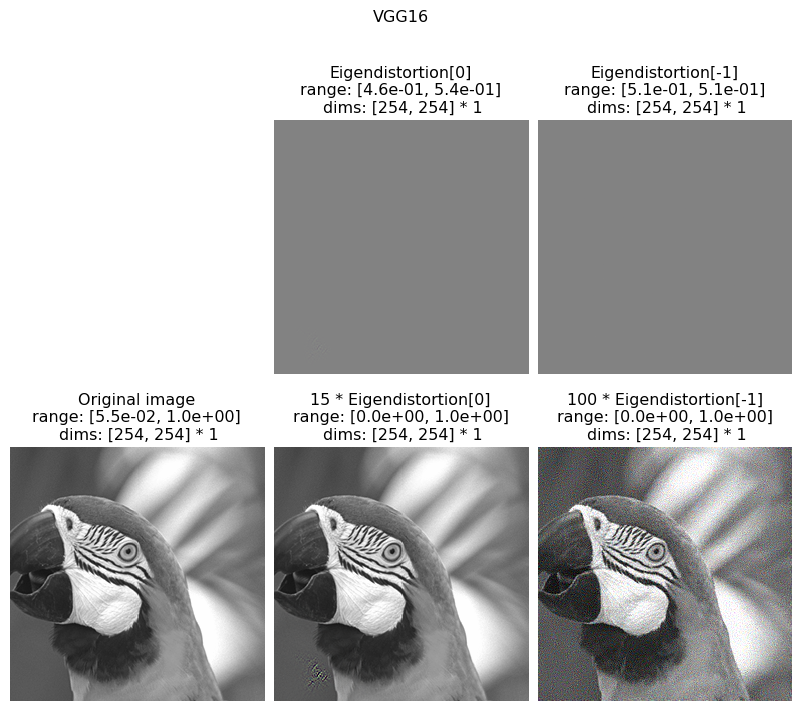 VGG16
Eigendistortion[0]
range: [4.6e-01, 5.4e-01]
dims: [254, 254] * 1
Eigendistortion[-1]
range: [5.1e-01, 5.1e-01]
dims: [254, 254] * 1
Original image
range: [5.5e-02, 1.0e+00]
dims: [254, 254] * 1
15 * Eigendistortion[0]
range: [0.0e+00, 1.0e+00]
dims: [254, 254] * 1
100 * Eigendistortion[-1]
range: [0.0e+00, 1.0e+00]
dims: [254, 254] * 1